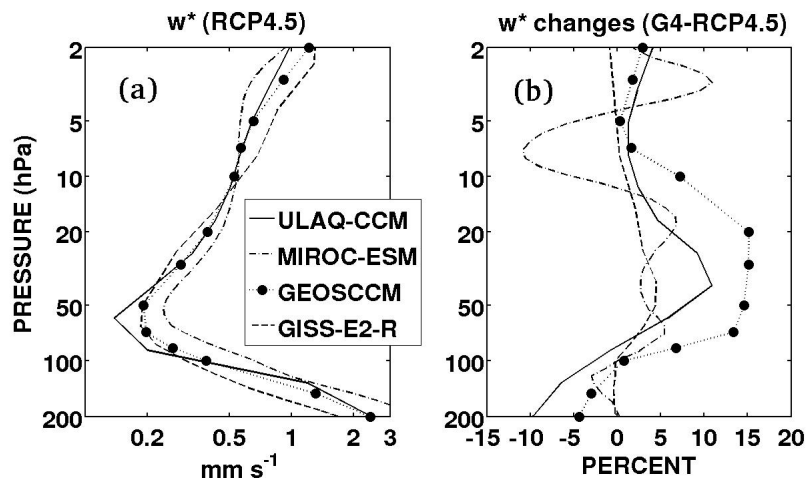 w* (RCP4.5)
w* changes (G4-RCP4.5)
(a)
(b)
PRESSURE (hPa)
2
5
10
20
50
100
200
0.2 0.5 1 2 3
mm s-1
ULAQ-CCM
MIROC-ESM
GEOSCCM
GISS-E2-R
2
5
10
20
50
100
200
-15 -10 -5 0 5 10 15 20
PERCENT